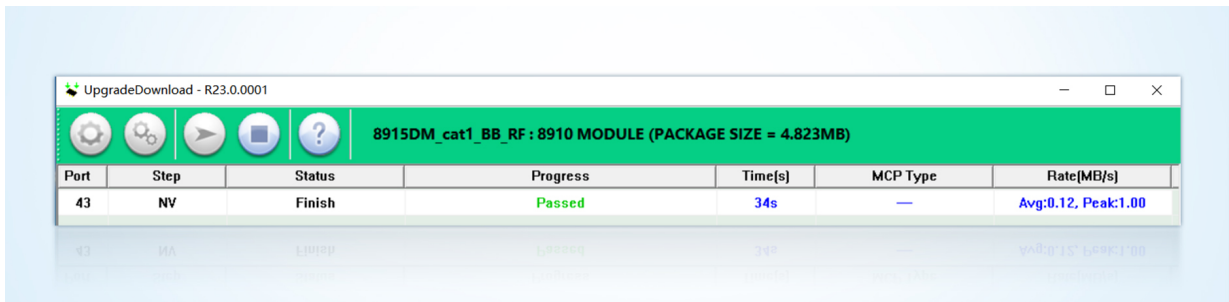 UpgradeDownload - R23.0.0001
8915DM_cat1_BB_RF : 8910 MODULE (PACKAGE SIZE = 4.823MB)
Port Step Status Progress Time(s) MCP Type Rate(MB/s)
43 NV Finish Passed 34s — Avg:0.12, Peak:1.00